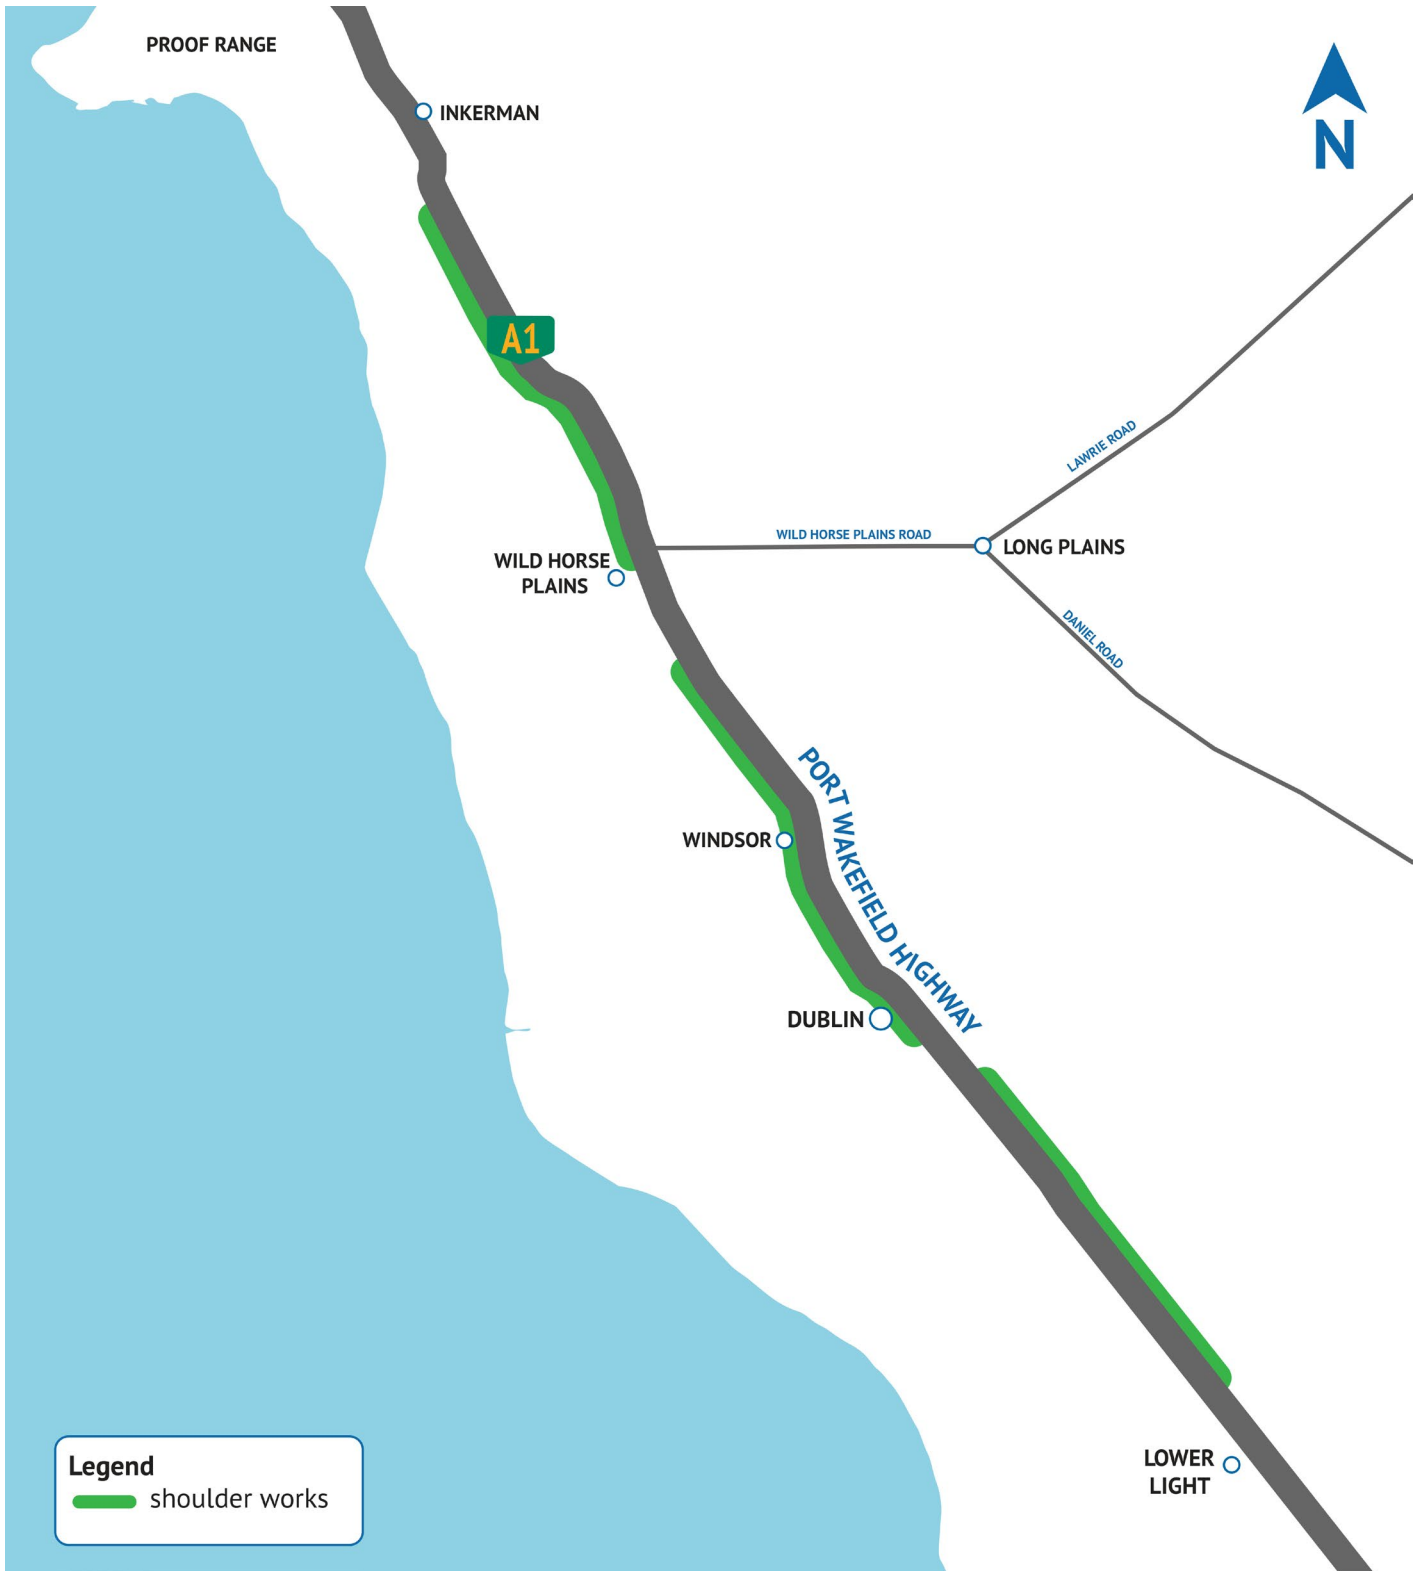 PROOF RANGE
INKERMAN
N
A1
LAWRIE ROAD
WILD HORSE PLAINS ROAD
LONG PLAINS
WILD HORSE
PLAINS
DANIEL ROAD
PORT WAKEFIELD HIGHWAY
WINDSOR
DUBLIN
LOWER
LIGHT
Legend
shoulder works